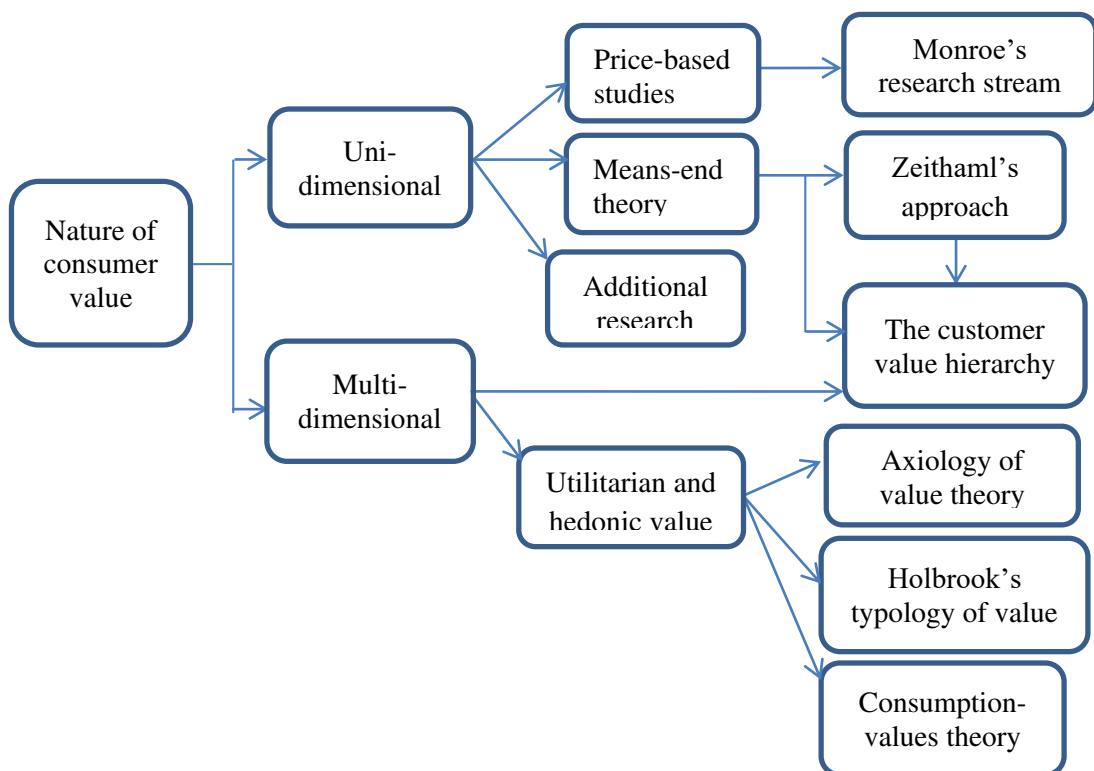 Nature of
consumer
value
Uni-
dimensional
Multi-
dimensional
Price-based
studies
Means-end
theory
Additional
research
Utilitarian and
hedonic value
Monroe’s
research stream
Zeithaml’s
approach
The customer
value hierarchy
Axiology of
value theory
Holbrook’s
typology of value
Consumption-
values theory